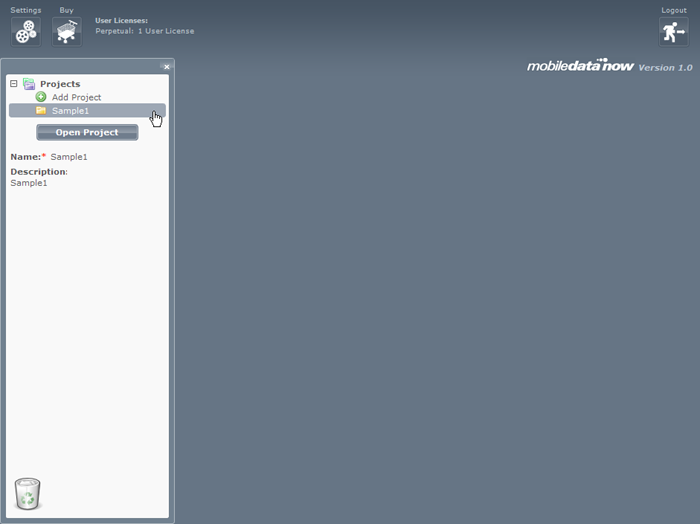 Settings
Buy
User Licenses:
Perpetual: 1 User License
Logout
mobiledatanow Version 1.0
Projects
Add Project
Sample1
Open Project
Name:* Sample1
Description:
Sample1